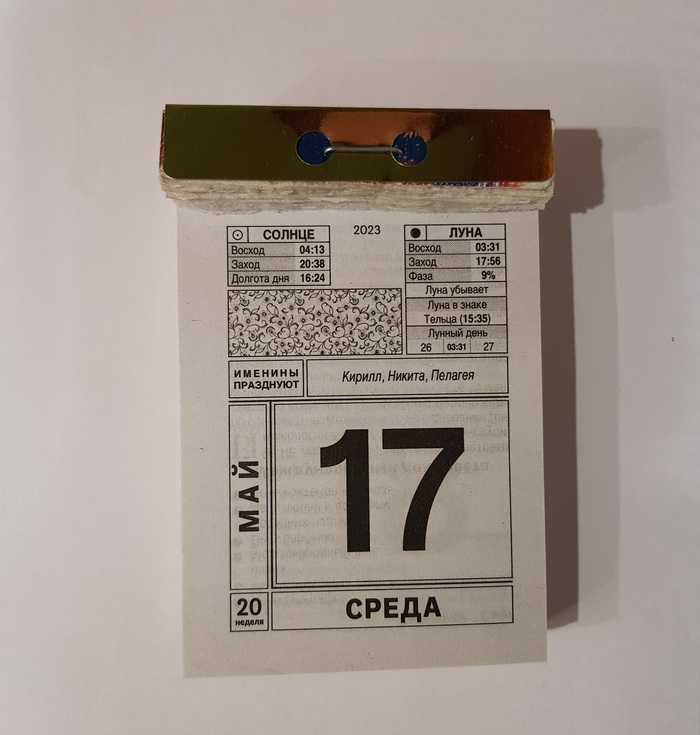 СОЛНЦЕ
Восход 04:13
Заход 20:38
Долгота дня 16:24
2023
ЛУНА
Восход 03:31
Заход 17:56
Фаза 9%
Луна убывает
Луна в знаке
Тельца (15:35)
Лунный день
26 03:31 27
ИМЕНИНЫ
ПРАЗДНУЮТ
Кирилл, Никита, Пелагея
МАЙ
17
20
неделя
СРЕДА